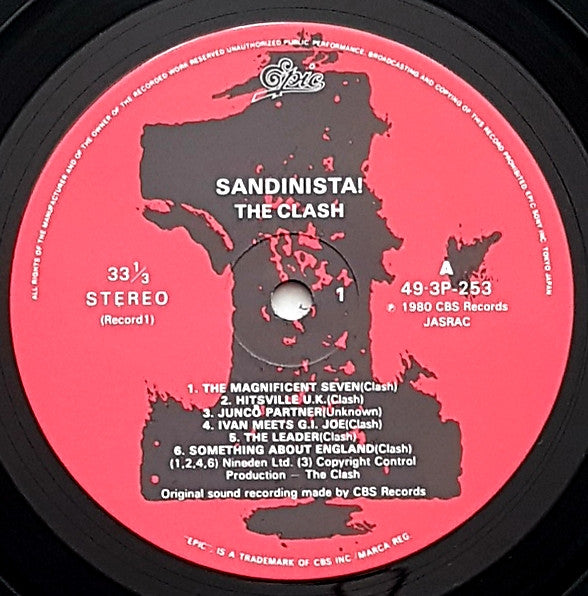 ALL RIGHTS OF THE MANUFACTURER AND OF THE OWNER OF THE RECORDED WORK RESERVED UNAUTHORIZED PUBLIC PERFORMANCE, BROADCASTING AND COPYING OF THIS RECORD PROHIBITED EPIC SONY INC. TOKYO JAPAN
Epic
SANDINISTA!
THE CLASH
33 1/3
STEREO
(Record1)
1
A
49·3P-253
℗ 1980 CBS Records
JASRAC
1. THE MAGNIFICENT SEVEN(Clash)
2. HITSVILLE U.K.(Clash)
3. JUNCO PARTNER(Unknown)
4. IVAN MEETS G.I. JOE(Clash)
5. THE LEADER(Clash)
6. SOMETHING ABOUT ENGLAND(Clash)
(1,2,4,6) Nineden Ltd. (3) Copyright Control
Production — The Clash
Original sound recording made by CBS Records
"EPIC", IS A TRADEMARK OF CBS INC./MARCA REG.